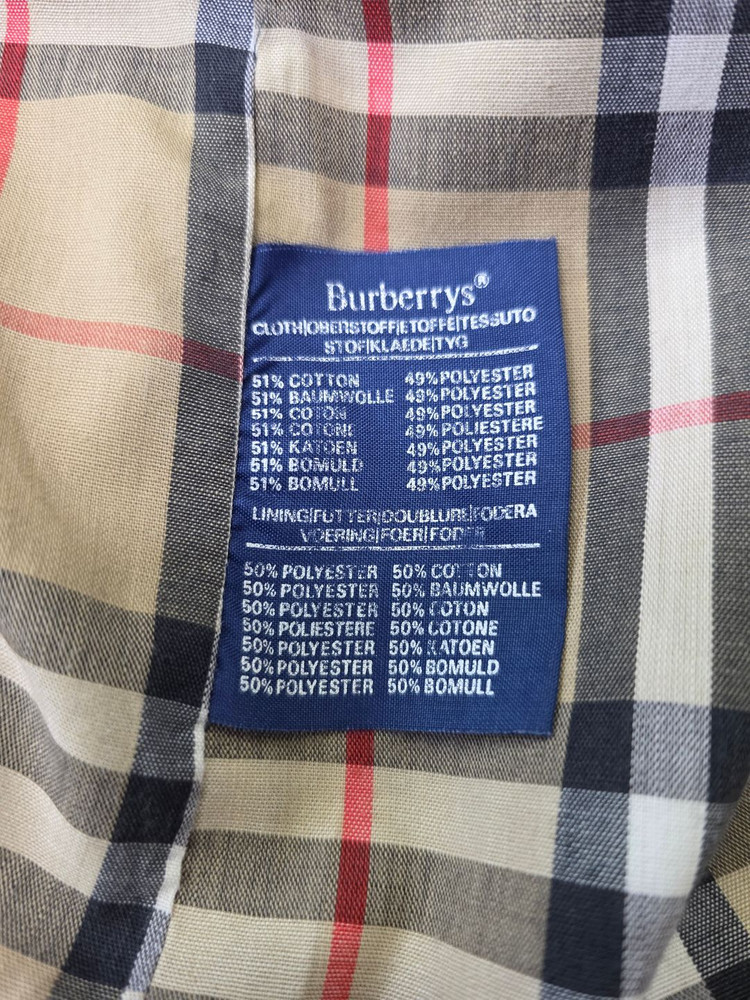 Burberrys®
CLOTH|OBERSTOFF|ETOFFE|TESSUTO
STOF|KLAEDE|TYG
51% COTTON 49% POLYESTER
51% BAUMWOLLE 49% POLYESTER
51% COTON 49% POLYESTER
51% COTONE 49% POLIESTERE
51% KATOEN 49% POLYESTER
51% BOMULD 49% POLYESTER
51% BOMULL 49% POLYESTER
LINING|FUTTER|DOUBLURE|FODERA
VOERING|FOER|FODER
50% POLYESTER 50% COTTON
50% POLYESTER 50% BAUMWOLLE
50% POLYESTER 50% COTON
50% POLIESTERE 50% COTONE
50% POLYESTER 50% KATOEN
50% POLYESTER 50% BOMULD
50% POLYESTER 50% BOMULL